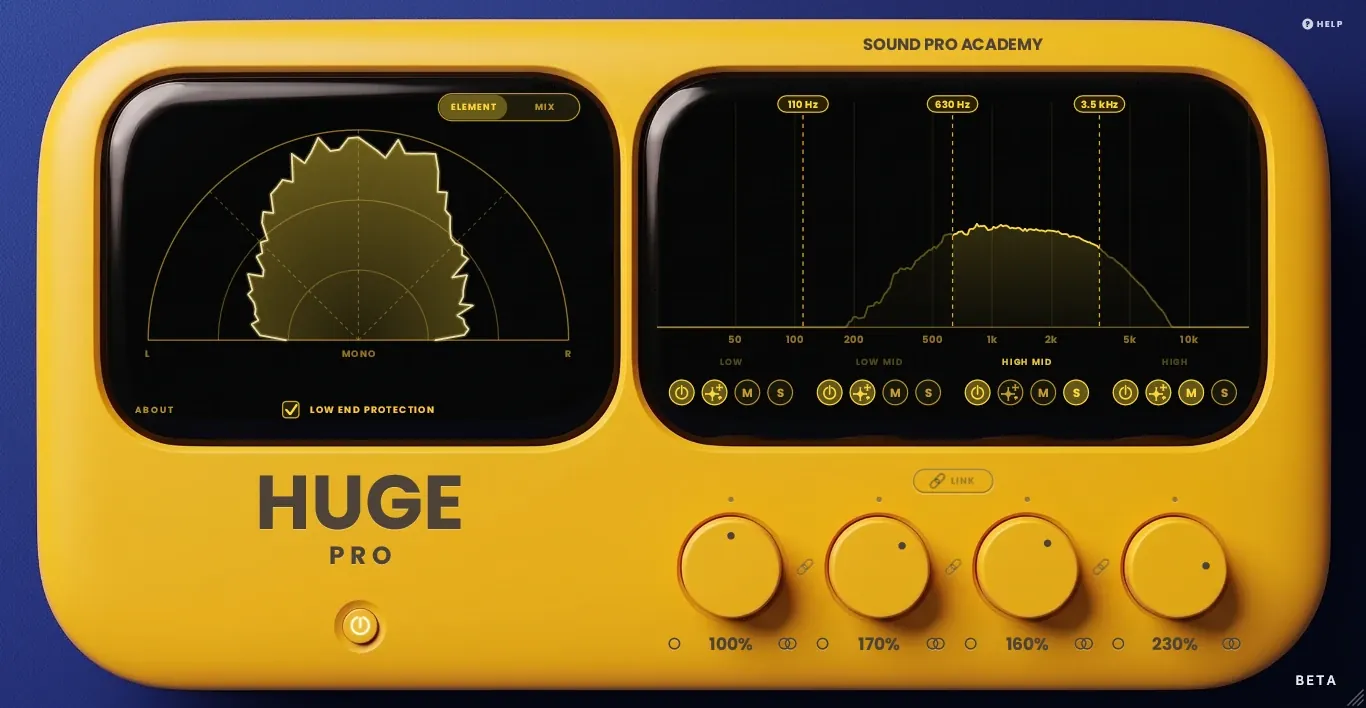 HELP
SOUND PRO ACADEMY
ELEMENT MIX
L MONO R
ABOUT
LOW END PROTECTION
110 Hz 630 Hz 3.5 kHz
50 100 200 500 1k 2k 5k 10k
LOW LOW MID HIGH MID HIGH
M S M S M S M S
HUGE
PRO
LINK
100% 170% 160% 230%
BETA